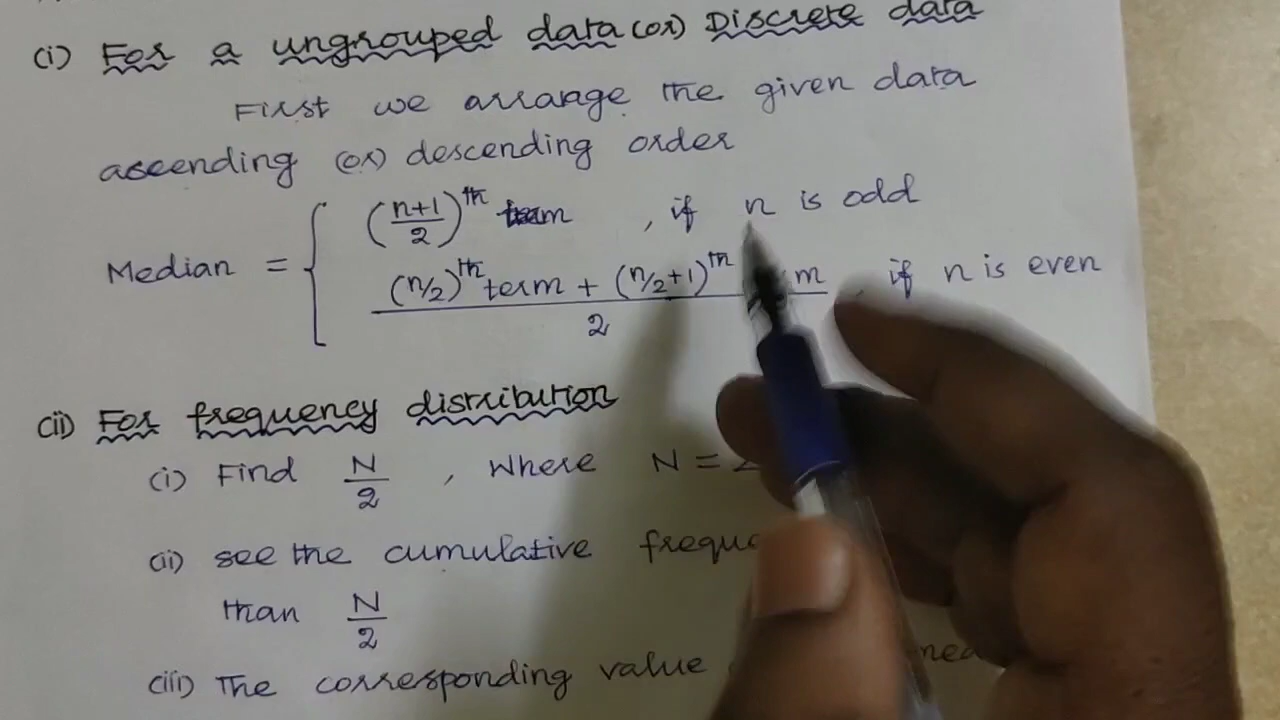 (i) For a ungrouped data (or) Discrete data
First we arrange the given data
ascending (or) descending order
Median = { ((n+1)/2)th term , if n is odd
((n/2)th term + (n/2+1)th m)/2 , if n is even
(ii) For frequency distribution
(i) Find N/2 , Where N =
(ii) see the cumulative
than N/2
(iii) The corresponding value